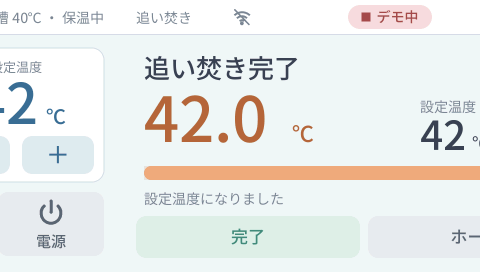 槽 40℃ ・ 保温中 追い焚き デモ中
設定温度
42 ℃
+
電源
追い焚き完了
42.0 ℃
設定温度
42 ℃
設定温度になりました
完了
ホー